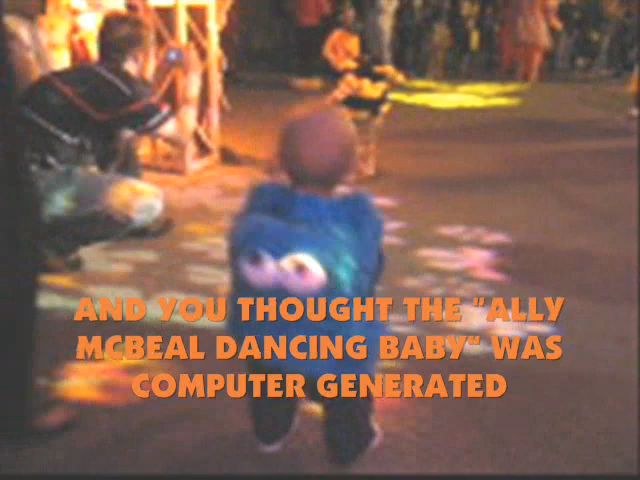 AND YOU THOUGHT THE "ALLY
MCBEAL DANCING BABY" WAS
COMPUTER GENERATED